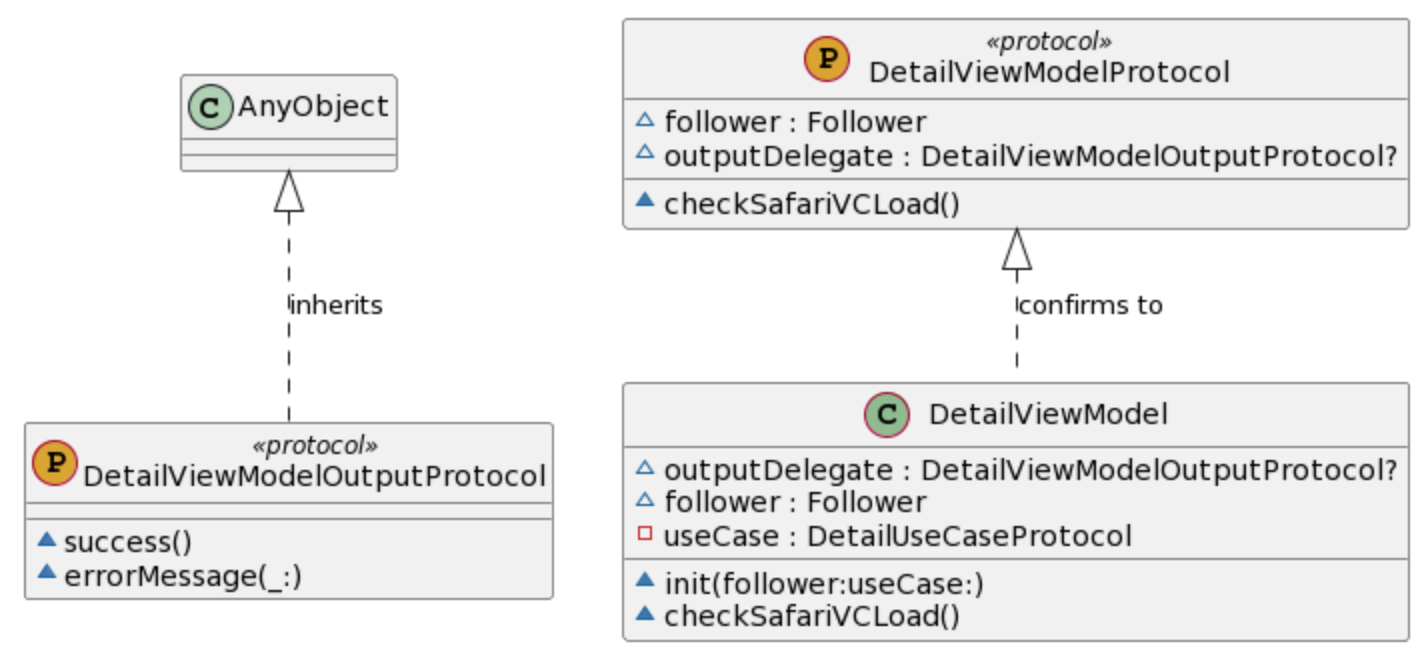 C AnyObject
inherits
P «protocol»
DetailViewModelOutputProtocol
success()
errorMessage(_:)
P «protocol»
DetailViewModelProtocol
follower : Follower
outputDelegate : DetailViewModelOutputProtocol?
checkSafariVCLoad()
confirms to
C DetailViewModel
outputDelegate : DetailViewModelOutputProtocol?
follower : Follower
useCase : DetailUseCaseProtocol
init(follower:useCase:)
checkSafariVCLoad()